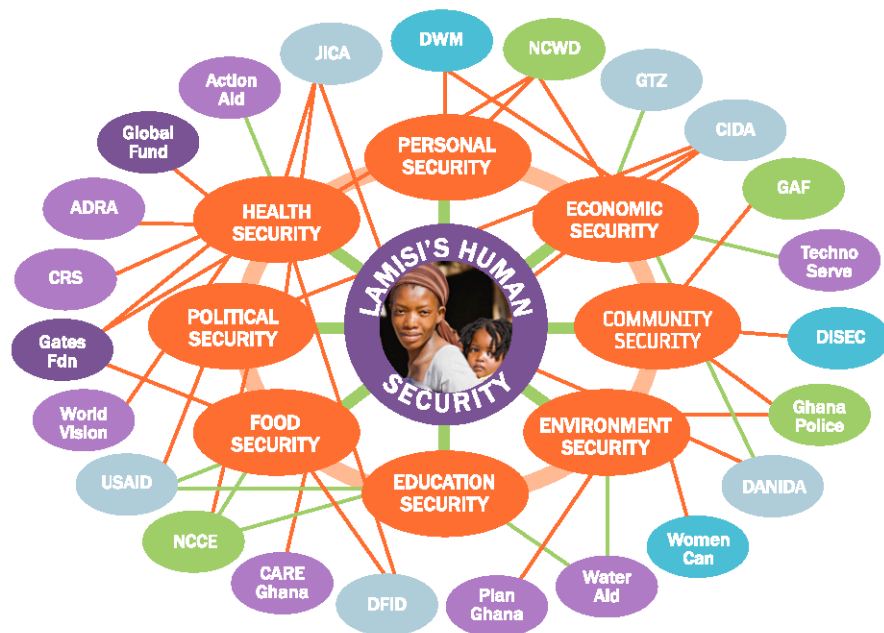 JICA
DWM
NCWD
Action
Aid
GTZ
Global
Fund
CIDA
PERSONAL
SECURITY
GAF
ADRA
HEALTH
SECURITY
ECONOMIC
SECURITY
Techno
Serve
CRS
LAMISI'S HUMAN
SECURITY
POLITICAL
SECURITY
COMMUNITY
SECURITY
DISEC
Gates
Fdn
World
Vision
FOOD
SECURITY
ENVIRONMENT
SECURITY
Ghana
Police
USAID
EDUCATION
SECURITY
DANIDA
NCCE
Women
Can
CARE
Ghana
DFID
Plan
Ghana
Water
Aid